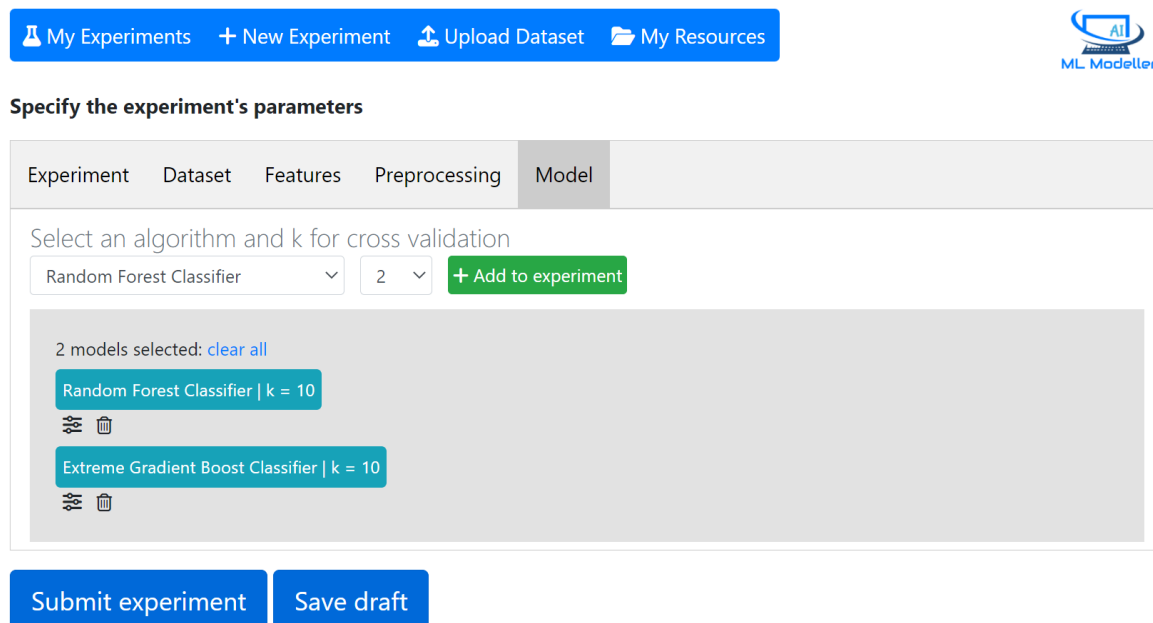 My Experiments + New Experiment Upload Dataset My Resources
AI
ML Modeller
Specify the experiment's parameters
Experiment Dataset Features Preprocessing Model
Select an algorithm and k for cross validation
Random Forest Classifier 2 + Add to experiment
2 models selected: clear all
Random Forest Classifier | k = 10
Extreme Gradient Boost Classifier | k = 10
Submit experiment Save draft